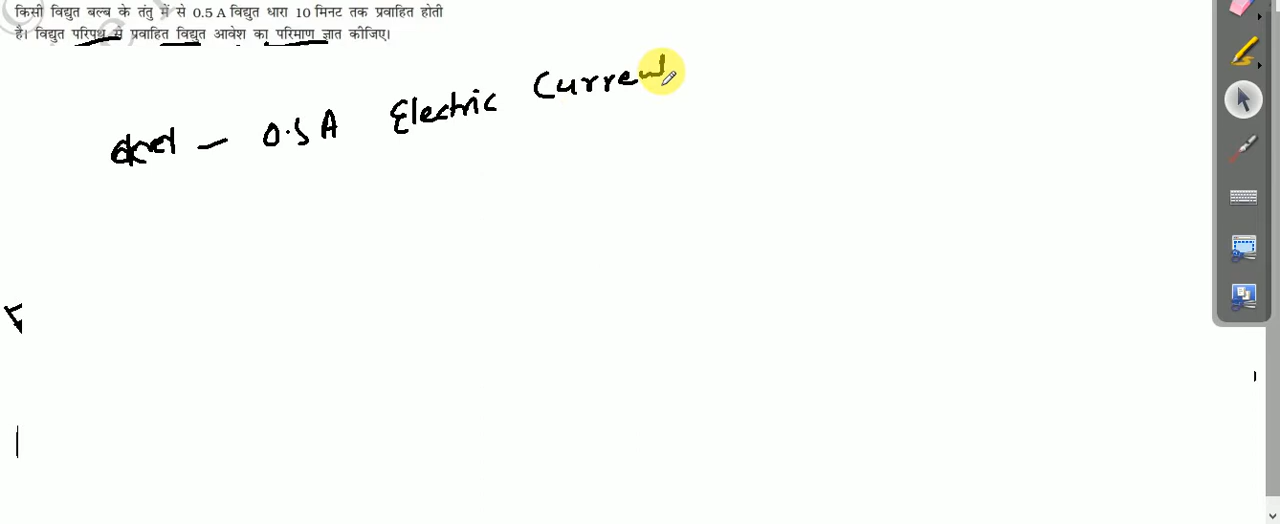 किसी विद्युत बल्ब के तंतु में से 0.5 A विद्युत धारा 10 मिनट तक प्रवाहित होती
है। विद्युत परिपथ से प्रवाहित विद्युत आवेश का परिमाण ज्ञात कीजिए।
– 0.5 A Electric Current